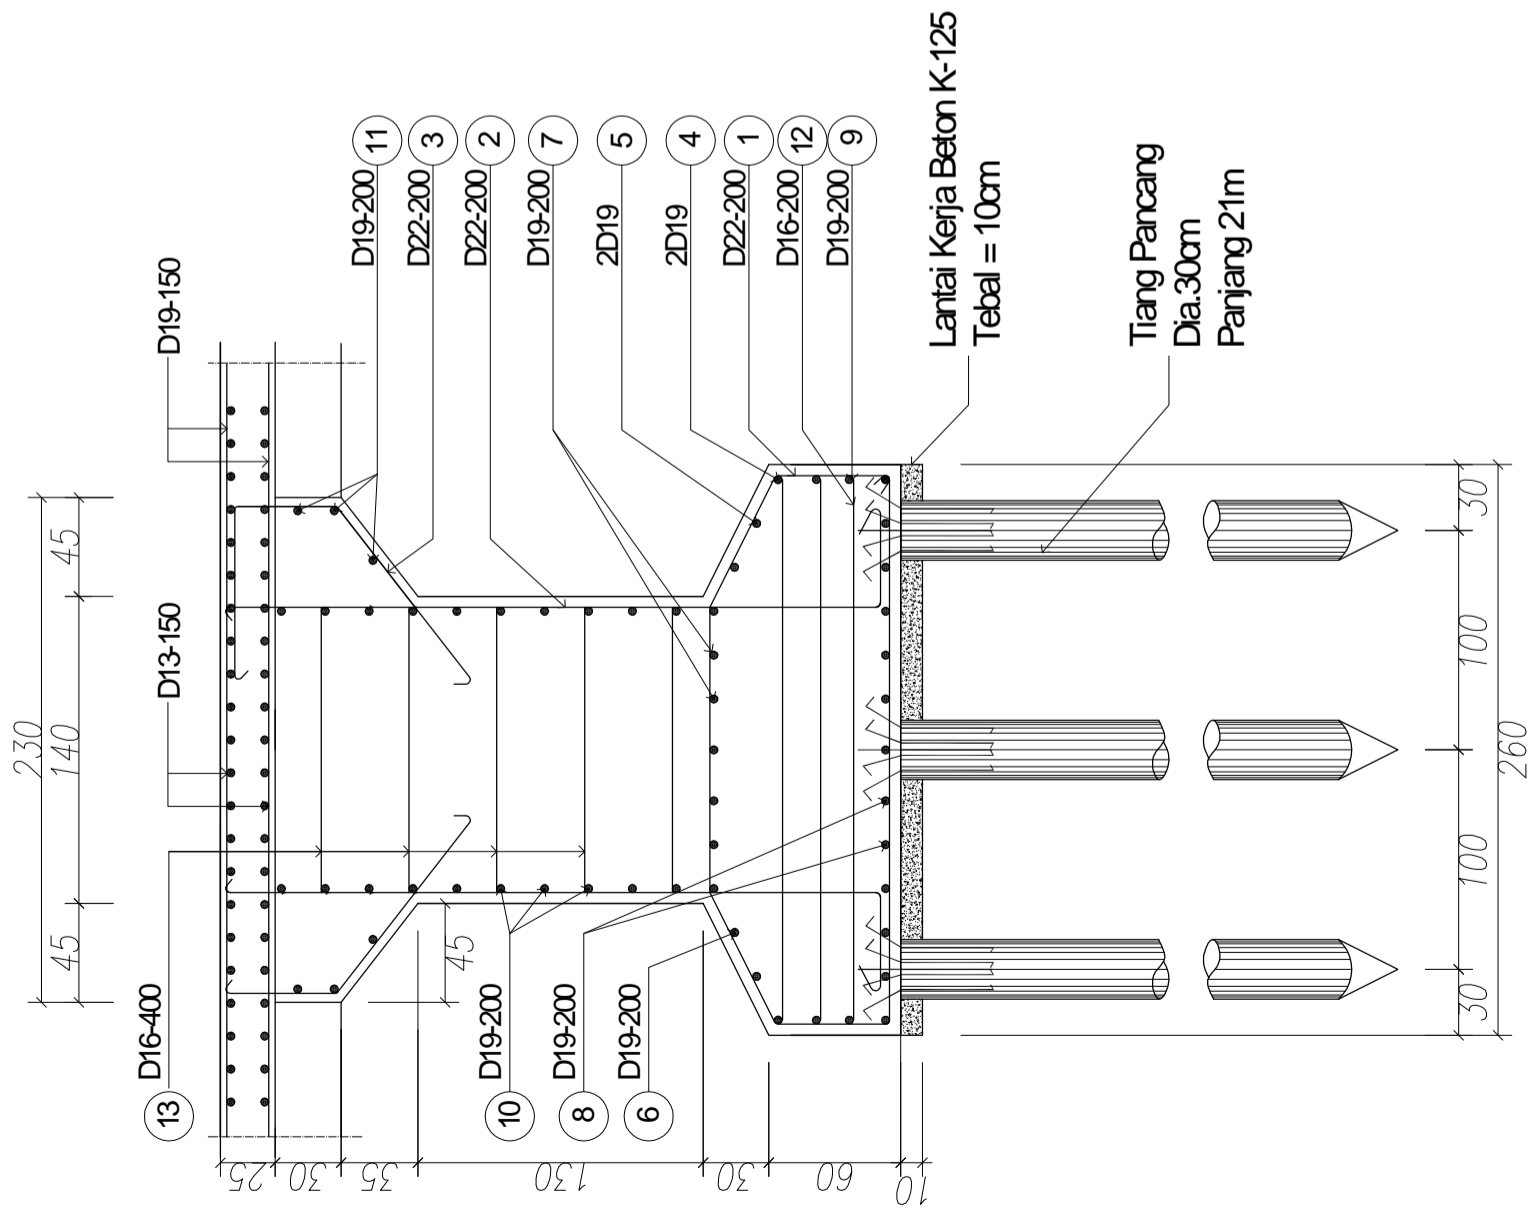 D19-150
D13-150
D16-400
13
D19-200
11
D22-200
3
D22-200
2
D19-200
7
2D19
5
2D19
4
D22-200
1
D16-200
12
D19-200
9
Lantai Kerja Beton K-125
Tebal = 10cm
Tiang Pancang
Dia.30cm
Panjang 21m
D19-200
10
D19-200
8
D19-200
6
230
45
140
45
45
25
30
35
130
30
60
10
30
100
100
30
260